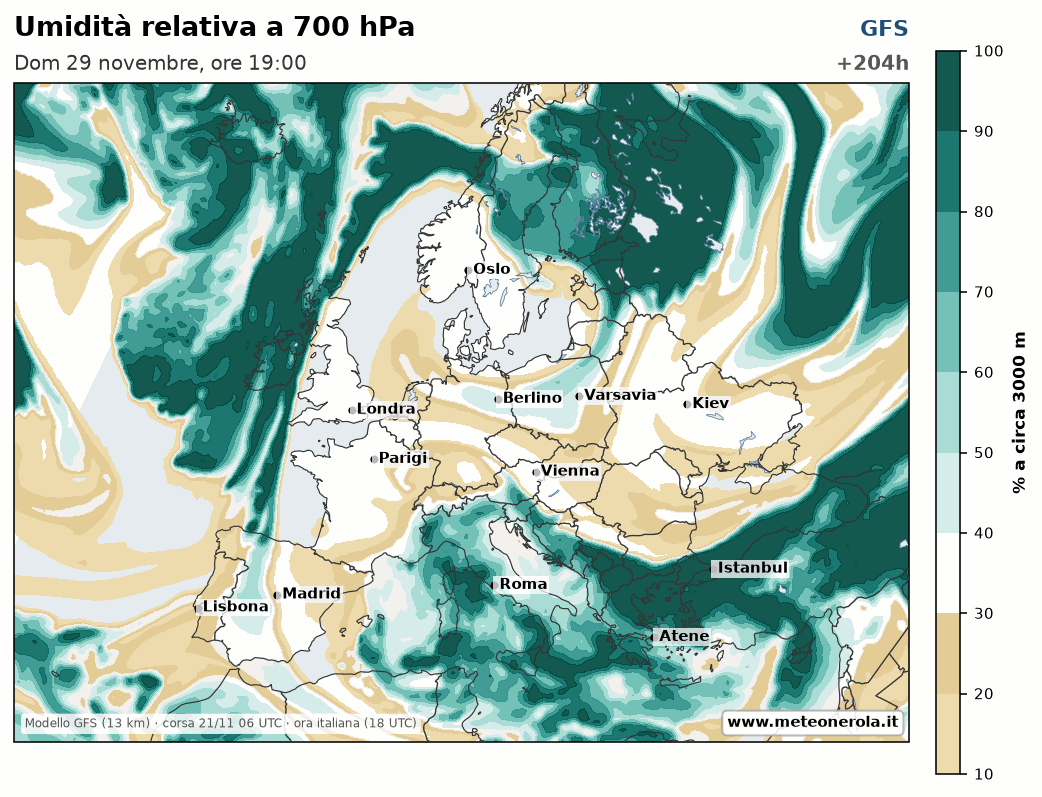 Umidità relativa a 700 hPa
GFS
Dom 29 novembre, ore 19:00
+204h
100
90
80
70
60
50
40
30
20
10
% a circa 3000 m
Oslo
Londra
Berlino
Varsavia
Kiev
Parigi
Vienna
Istanbul
Roma
Madrid
Lisbona
Atene
Modello GFS (13 km) · corsa 21/11 06 UTC · ora italiana (18 UTC)
www.meteonerola.it